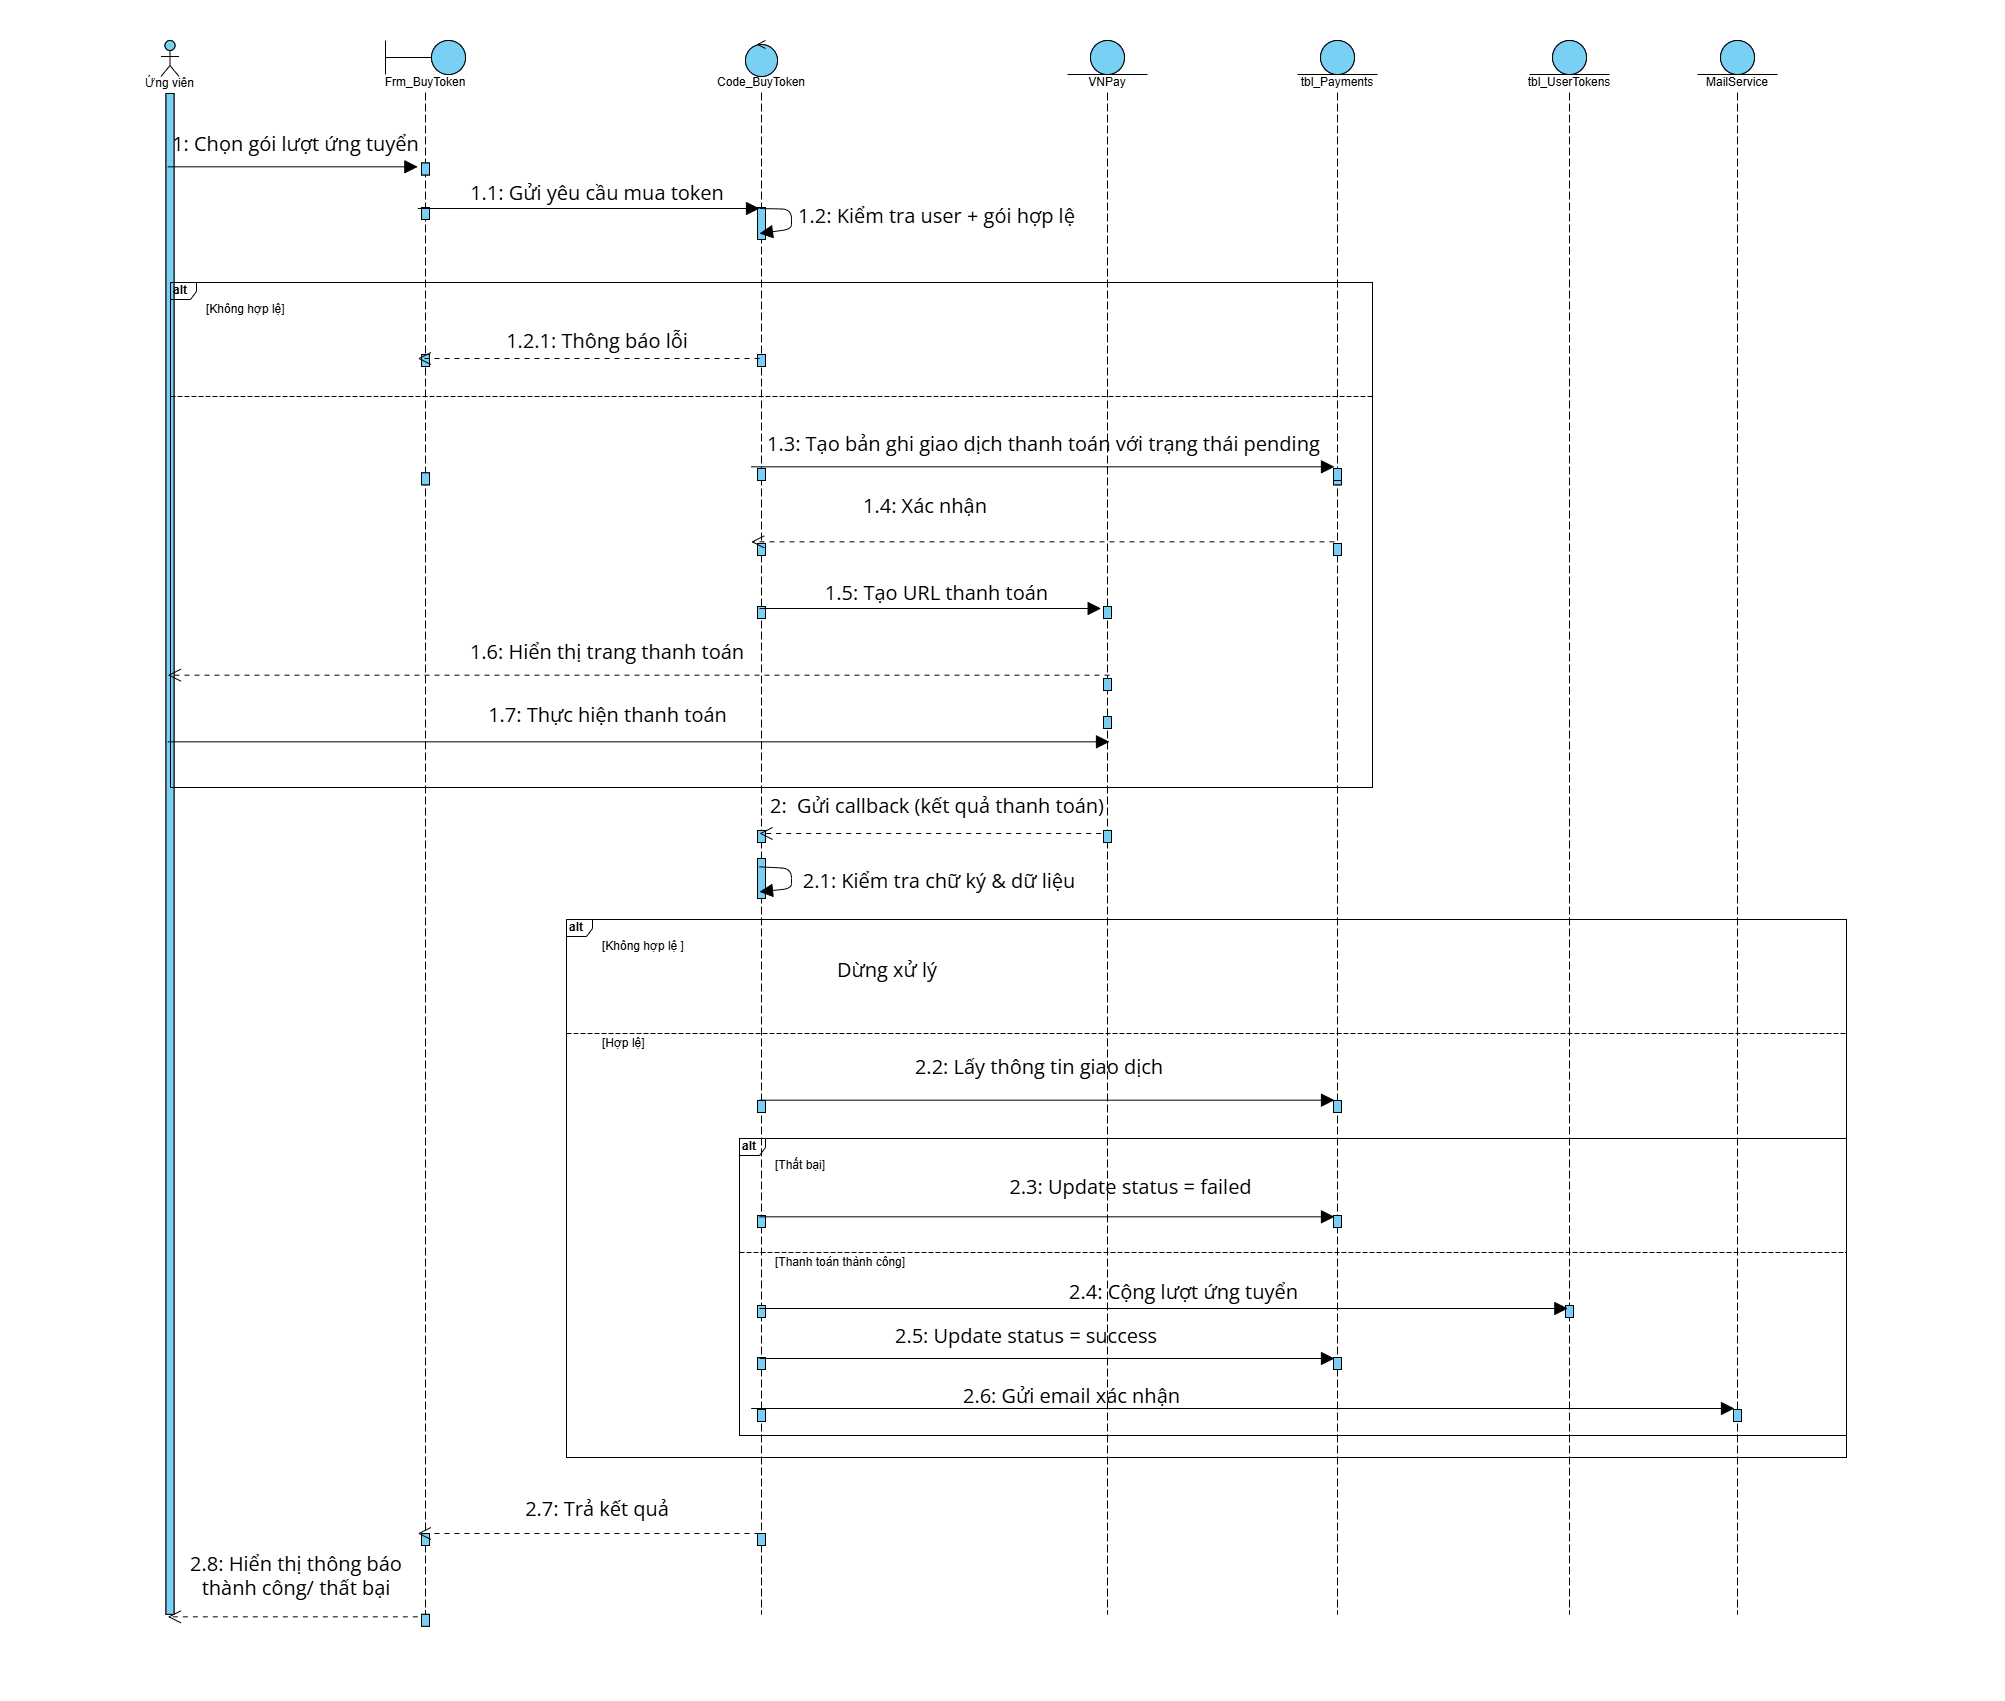 Ứng viên
Frm_BuyToken
Code_BuyToken
VNPay
tbl_Payments
tbl_UserTokens
MailService
1: Chọn gói lượt ứng tuyển
1.1: Gửi yêu cầu mua token
1.2: Kiểm tra user + gói hợp lệ
alt
[Không hợp lệ]
1.2.1: Thông báo lỗi
1.3: Tạo bản ghi giao dịch thanh toán với trạng thái pending
1.4: Xác nhận
1.5: Tạo URL thanh toán
1.6: Hiển thị trang thanh toán
1.7: Thực hiện thanh toán
2:  Gửi callback (kết quả thanh toán)
2.1: Kiểm tra chữ ký & dữ liệu
alt
[Không hợp lệ ]
Dừng xử lý
[Hợp lệ]
2.2: Lấy thông tin giao dịch
alt
[Thất bại]
2.3: Update status = failed
[Thanh toán thành công]
2.4: Cộng lượt ứng tuyển
2.5: Update status = success
2.6: Gửi email xác nhận
2.7: Trả kết quả
2.8: Hiển thị thông báo
thành công/ thất bại